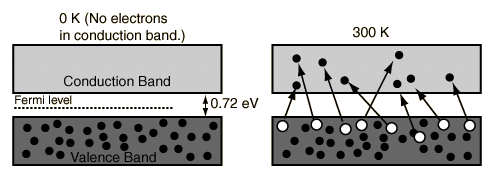 0 K (No electrons
in conduction band.)
300 K
Conduction Band
Fermi level
0.72 eV
Valence Band